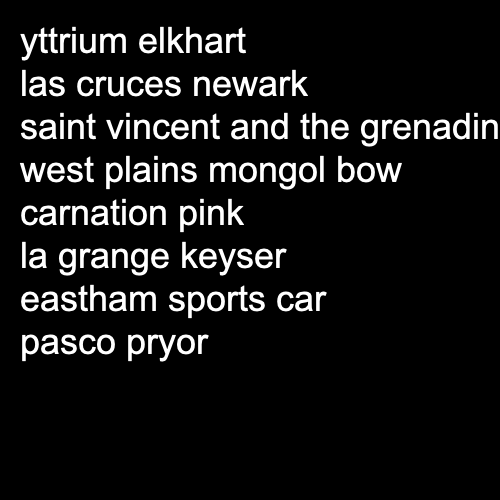 yttrium elkhart
las cruces newark
saint vincent and the grenadin
west plains mongol bow
carnation pink
la grange keyser
eastham sports car
pasco pryor